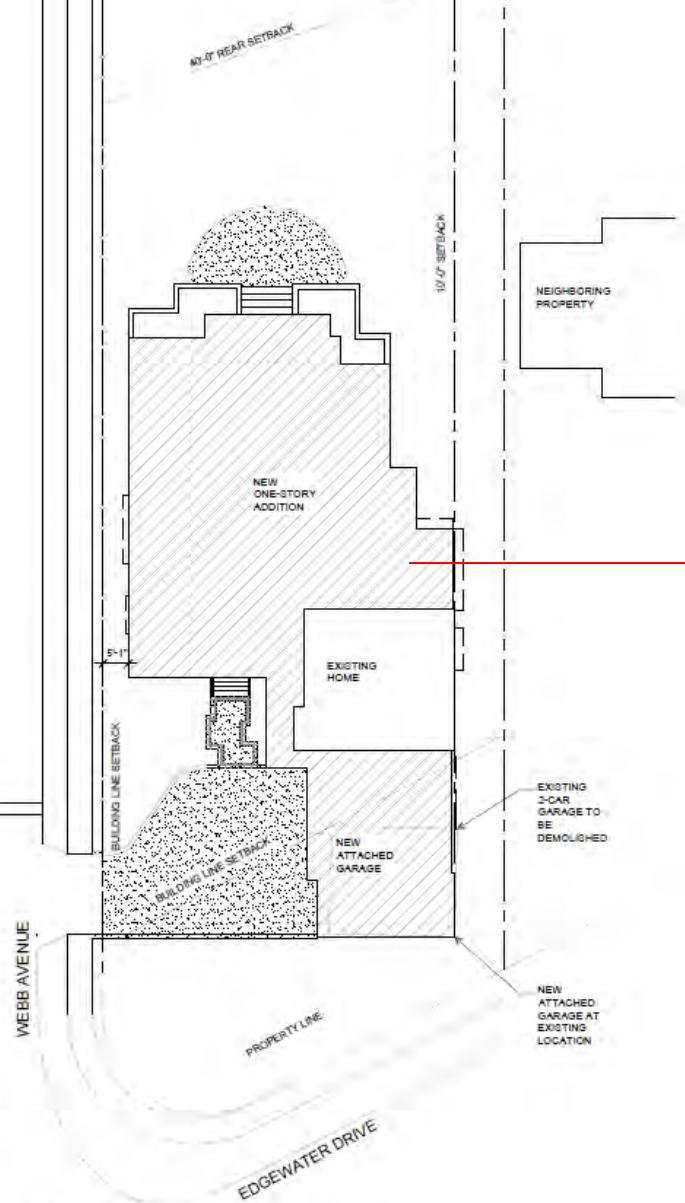 40'-0" REAR SETBACK
10'-0" SETBACK
NEIGHBORING
PROPERTY
NEW
ONE-STORY
ADDITION
5'-1"
EXISTING
HOME
BUILDING LINE SETBACK
BUILDING LINE SETBACK
NEW
ATTACHED
GARAGE
EXISTING
2-CAR
GARAGE TO
BE
DEMOLISHED
WEBB AVENUE
NEW
ATTACHED
GARAGE AT
EXISTING
LOCATION
PROPERTY LINE
EDGEWATER DRIVE